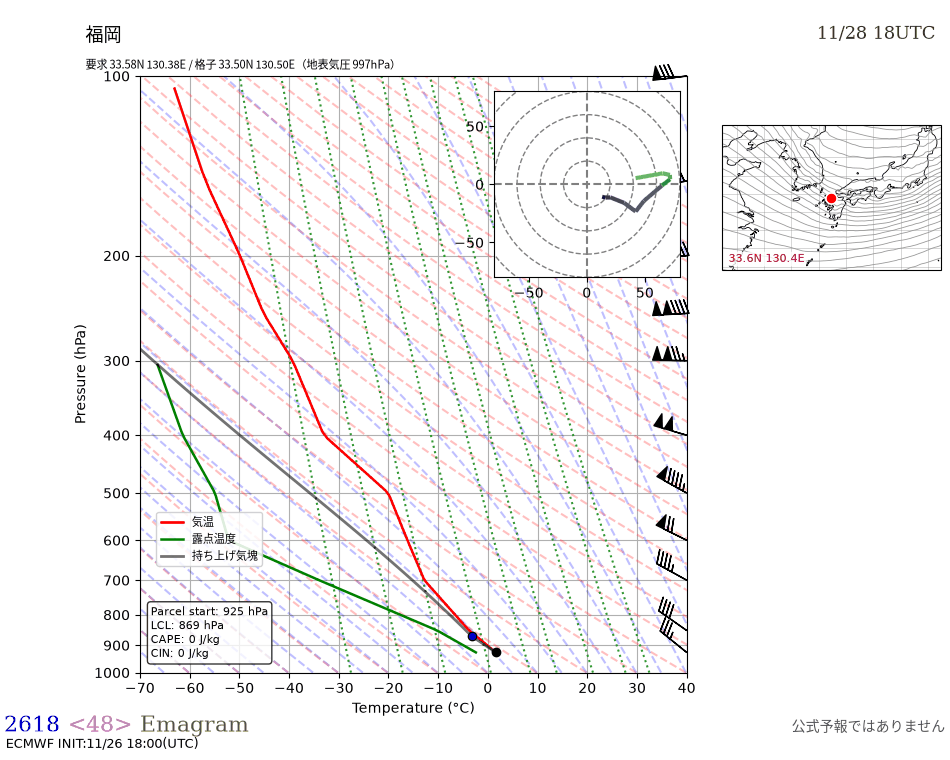 福岡
11/28 18UTC
要求 33.58N 130.38E / 格子 33.50N 130.50E（地表気圧 997hPa）
100
200
300
400
500
600
700
800
900
1000
Pressure (hPa)
−70 −60 −50 −40 −30 −20 −10 0 10 20 30 40
Temperature (°C)
50
0
−50
−50 0 50
33.6N 130.4E
気温
露点温度
持ち上げ気塊
Parcel start: 925 hPa
LCL: 869 hPa
CAPE: 0 J/kg
CIN: 0 J/kg
2618 <48> Emagram
ECMWF INIT:11/26 18:00(UTC)
公式予報ではありません